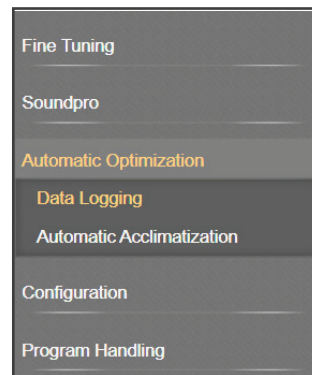 Fine Tuning
Soundpro
Automatic Optimization
Data Logging
Automatic Acclimatization
Configuration
Program Handling